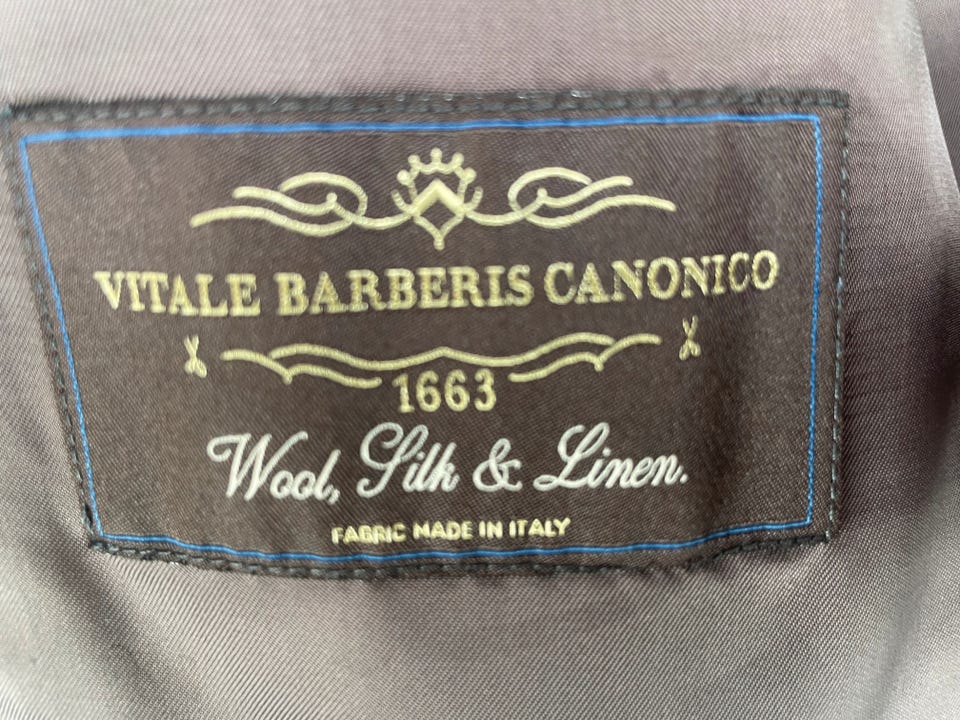 VITALE BARBERIS CANONICO
1663
Wool, Silk & Linen.
FABRIC MADE IN ITALY